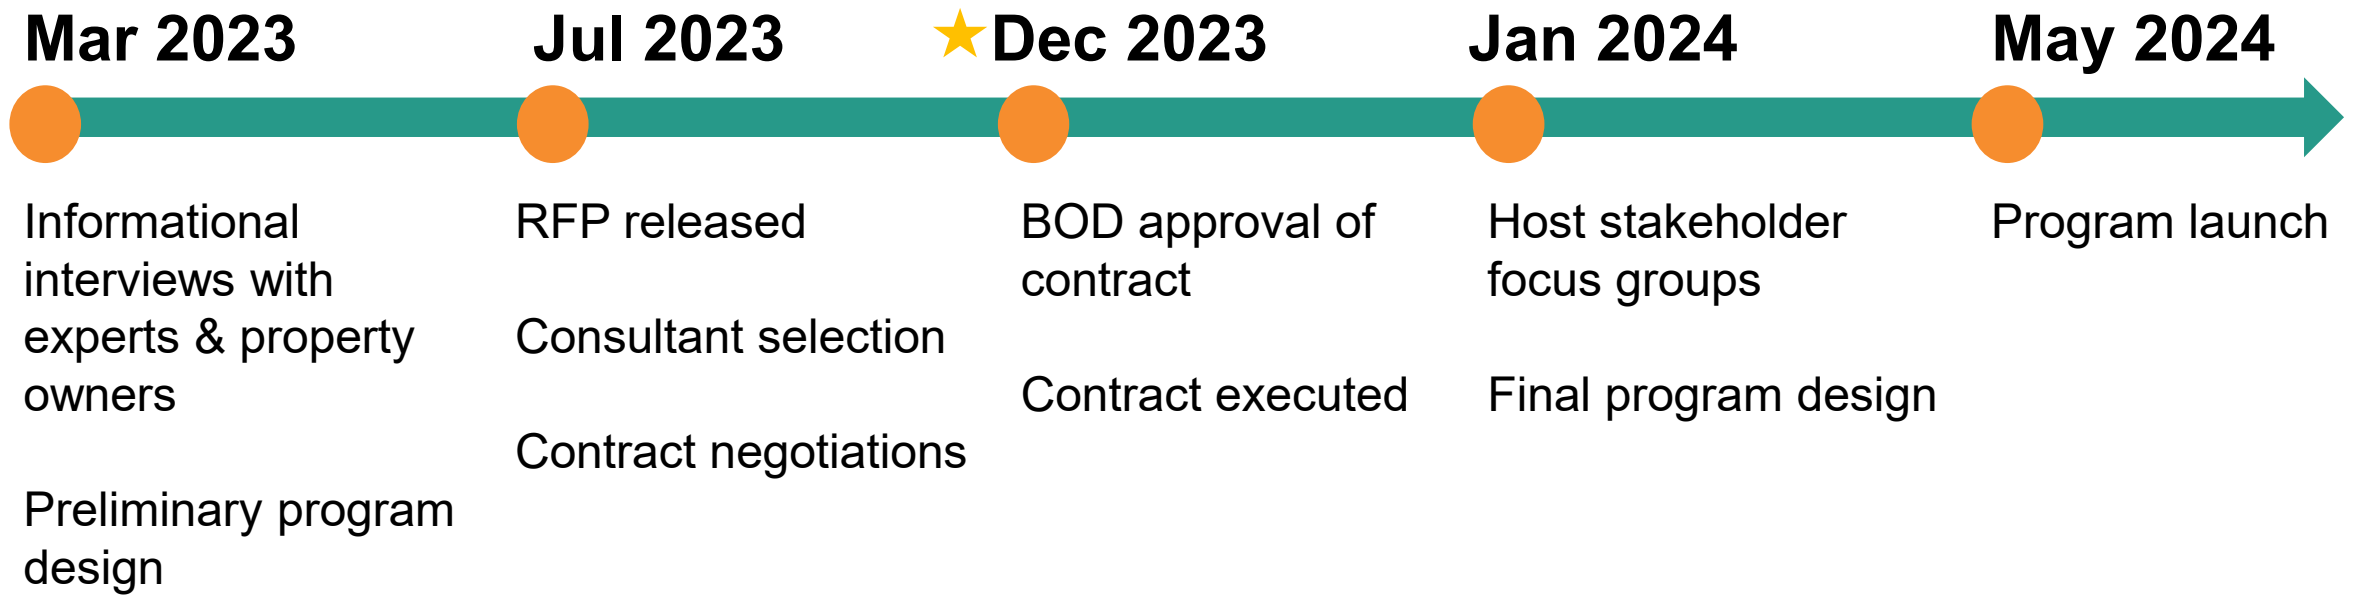 Mar 2023
Jul 2023
Dec 2023
Jan 2024
May 2024
Informational
interviews with
experts & property
owners
Preliminary program
design
RFP released
Consultant selection
Contract negotiations
BOD approval of
contract
Contract executed
Host stakeholder
focus groups
Final program design
Program launch